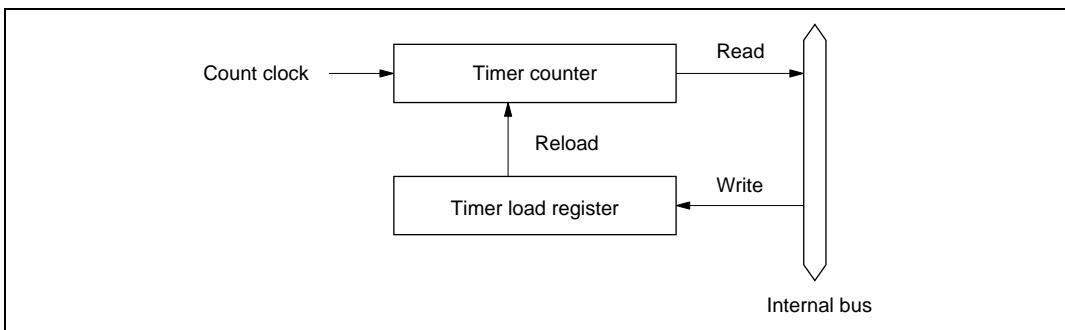 Read
Count clock
Timer counter
Reload
Write
Timer load register
Internal bus